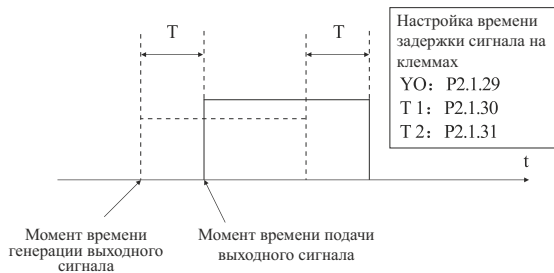 T
T
Настройка времени
задержки сигнала на
клеммах
YO: P2.1.29
T 1: P2.1.30
T 2: P2.1.31
t
Момент времени
генерации выходного
сигнала
Момент времени подачи
выходного сигнала